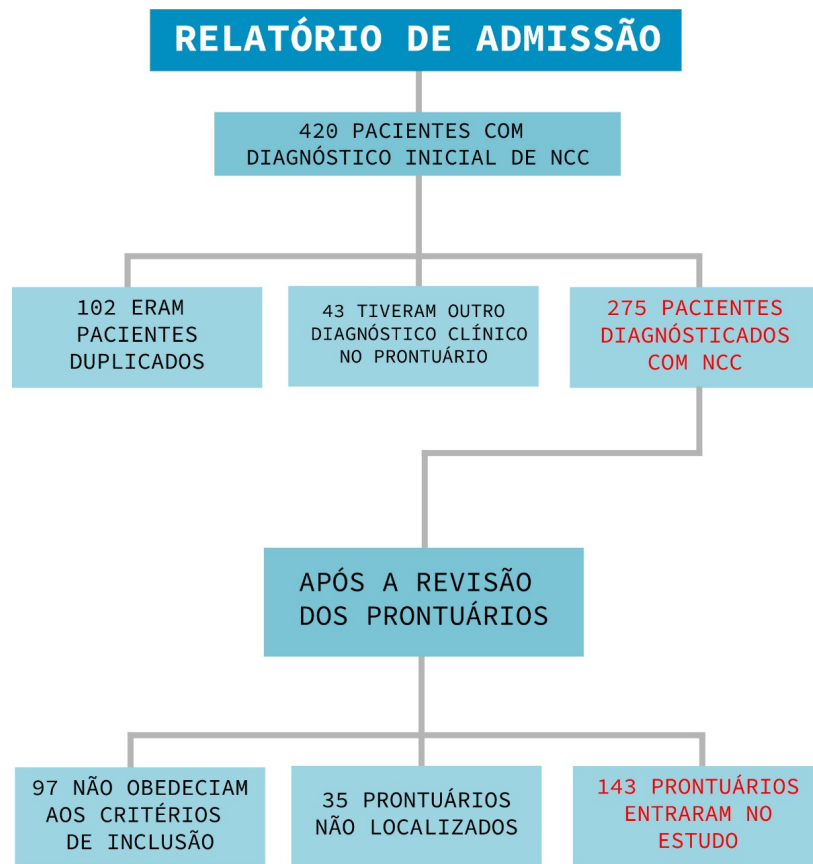 RELATÓRIO DE ADMISSÃO
420 PACIENTES COM
DIAGNÓSTICO INICIAL DE NCC
102 ERAM
PACIENTES
DUPLICADOS
43 TIVERAM OUTRO
DIAGNÓSTICO CLÍNICO
NO PRONTUÁRIO
275 PACIENTES
DIAGNÓSTICADOS
COM NCC
APÓS A REVISÃO
DOS PRONTUÁRIOS
97 NÃO OBEDECIAM
AOS CRITÉRIOS
DE INCLUSÃO
35 PRONTUÁRIOS
NÃO LOCALIZADOS
143 PRONTUÁRIOS
ENTRARAM NO
ESTUDO